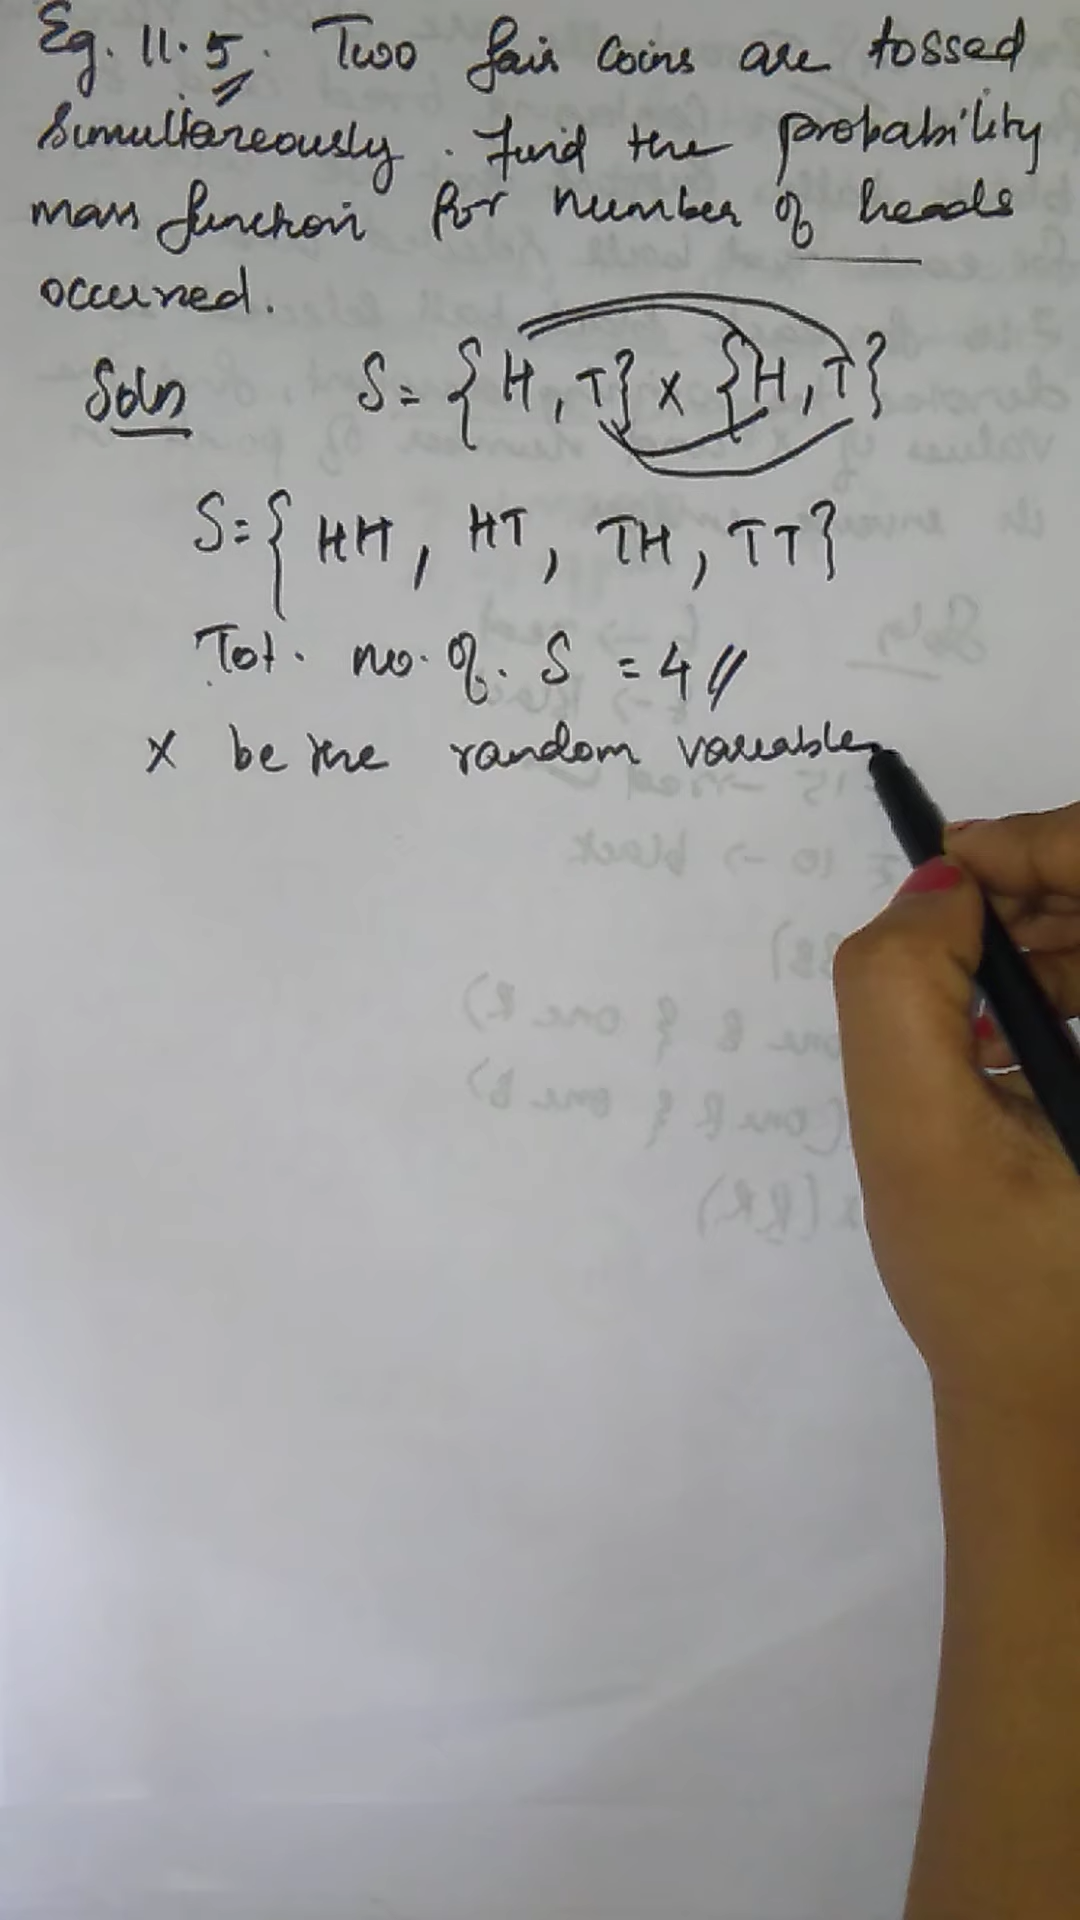 Eg. 11.5. Two fair coins are tossed
simultaneously. Find the probability
mass function for number of heads
occurred.
Soln S = {H, T} x {H, T}
S = { HH, HT, TH, TT}
Tot. no. of. S = 4 //
X be the random variable